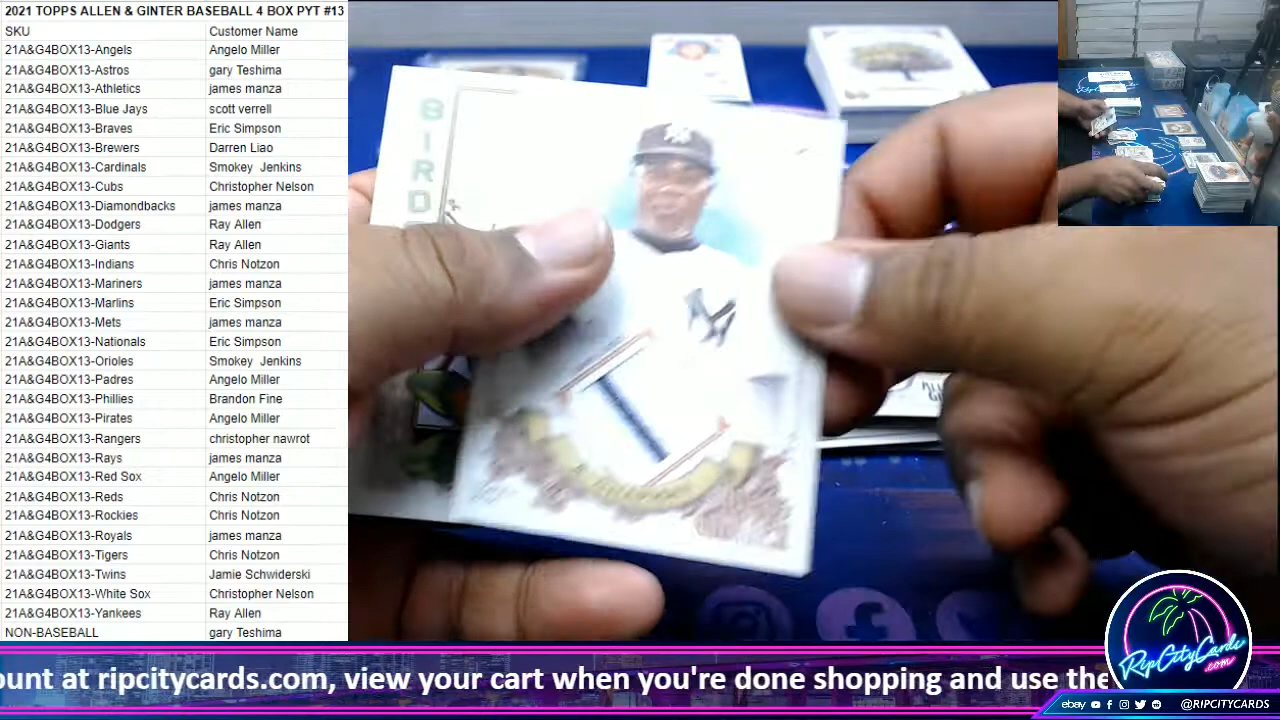 2021 TOPPS ALLEN & GINTER BASEBALL 4 BOX PYT #13
SKU Customer Name
21A&G4BOX13-Angels Angelo Miller
21A&G4BOX13-Astros gary Teshima
21A&G4BOX13-Athletics james manza
21A&G4BOX13-Blue Jays scott verrell
21A&G4BOX13-Braves Eric Simpson
21A&G4BOX13-Brewers Darren Liao
21A&G4BOX13-Cardinals Smokey Jenkins
21A&G4BOX13-Cubs Christopher Nelson
21A&G4BOX13-Diamondbacks james manza
21A&G4BOX13-Dodgers Ray Allen
21A&G4BOX13-Giants Ray Allen
21A&G4BOX13-Indians Chris Notzon
21A&G4BOX13-Mariners james manza
21A&G4BOX13-Marlins Eric Simpson
21A&G4BOX13-Mets james manza
21A&G4BOX13-Nationals Eric Simpson
21A&G4BOX13-Orioles Smokey Jenkins
21A&G4BOX13-Padres Angelo Miller
21A&G4BOX13-Phillies Brandon Fine
21A&G4BOX13-Pirates Angelo Miller
21A&G4BOX13-Rangers christopher nawrot
21A&G4BOX13-Rays james manza
21A&G4BOX13-Red Sox Angelo Miller
21A&G4BOX13-Reds Chris Notzon
21A&G4BOX13-Rockies Chris Notzon
21A&G4BOX13-Royals james manza
21A&G4BOX13-Tigers Chris Notzon
21A&G4BOX13-Twins Jamie Schwiderski
21A&G4BOX13-White Sox Christopher Nelson
21A&G4BOX13-Yankees Ray Allen
NON-BASEBALL gary Teshima
BIRD
NY
ount at ripcitycards.com, view your cart when you're done shopping and use the
RipCityCards
.com
ebay @RIPCITYCARDS